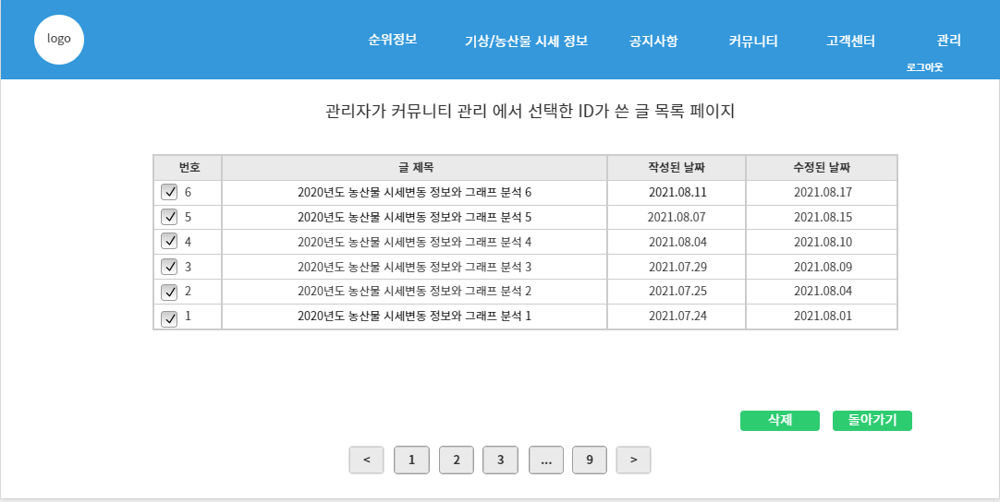 logo
순위정보 기상/농산물 시세 정보 공지사항 커뮤니티 고객센터 관리
로그아웃
관리자가 커뮤니티 관리 에서 선택한 ID가 쓴 글 목록 페이지
번호 글 제목 작성된 날짜 수정된 날짜
6 2020년도 농산물 시세변동 정보와 그래프 분석 6 2021.08.11 2021.08.17
5 2020년도 농산물 시세변동 정보와 그래프 분석 5 2021.08.07 2021.08.15
4 2020년도 농산물 시세변동 정보와 그래프 분석 4 2021.08.04 2021.08.10
3 2020년도 농산물 시세변동 정보와 그래프 분석 3 2021.07.29 2021.08.09
2 2020년도 농산물 시세변동 정보와 그래프 분석 2 2021.07.25 2021.08.04
1 2020년도 농산물 시세변동 정보와 그래프 분석 1 2021.07.24 2021.08.01
삭제 돌아가기
< 1 2 3 ... 9 >